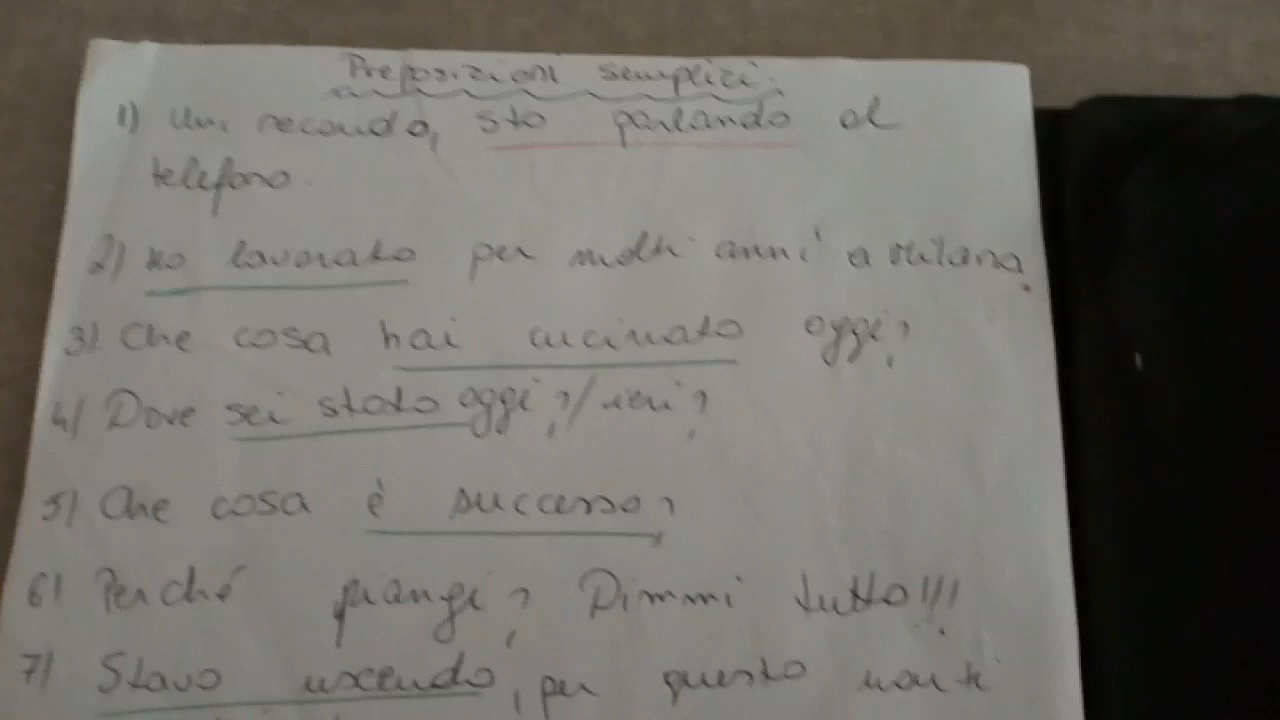 Preposizioni semplici.
1) Un secondo, sto parlando al
telefono.
2) ho lavorato per molti anni a Milano.
3) Che cosa hai cucinato oggi?
4) Dove sei stato oggi?/ieri?
5) Che cosa è successo?
6) Perché piangi? Dimmi tutto!!!
7) Stavo uscendo, per questo non ti